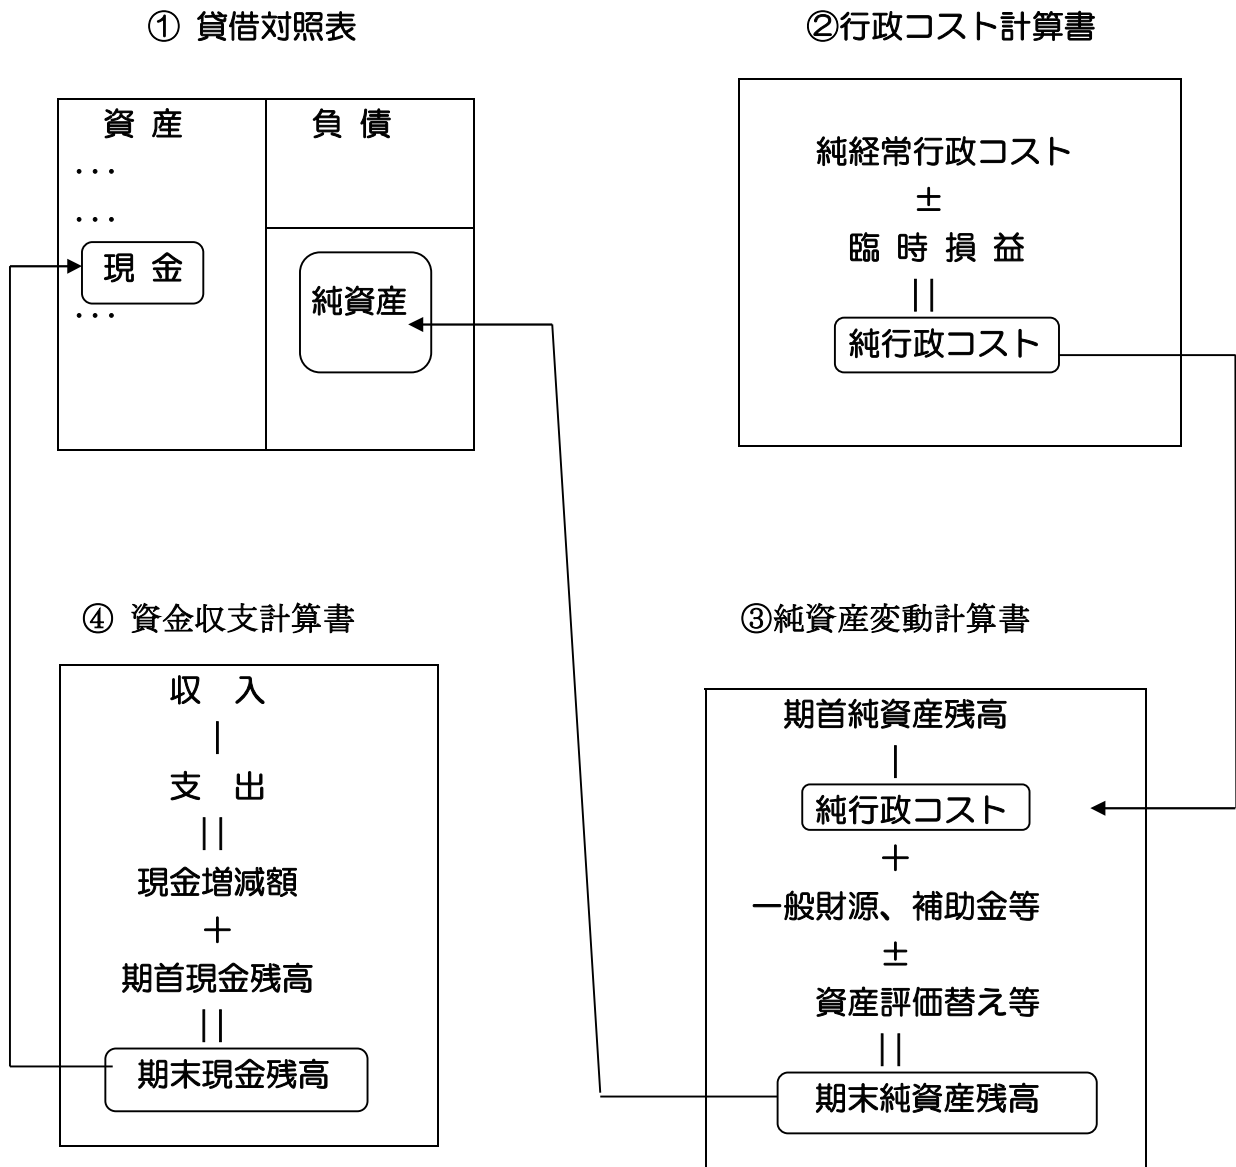 ① 貸借対照表
資 産
負 債
・・・
・・・
現 金
・・・
純資産
②行政コスト計算書
純経常行政コスト
±
臨 時 損 益
||
純行政コスト
④ 資金収支計算書
収 入
|
支 出
||
現金増減額
＋
期首現金残高
||
期末現金残高
③純資産変動計算書
期首純資産残高
|
純行政コスト
＋
一般財源、補助金等
±
資産評価替え等
||
期末純資産残高